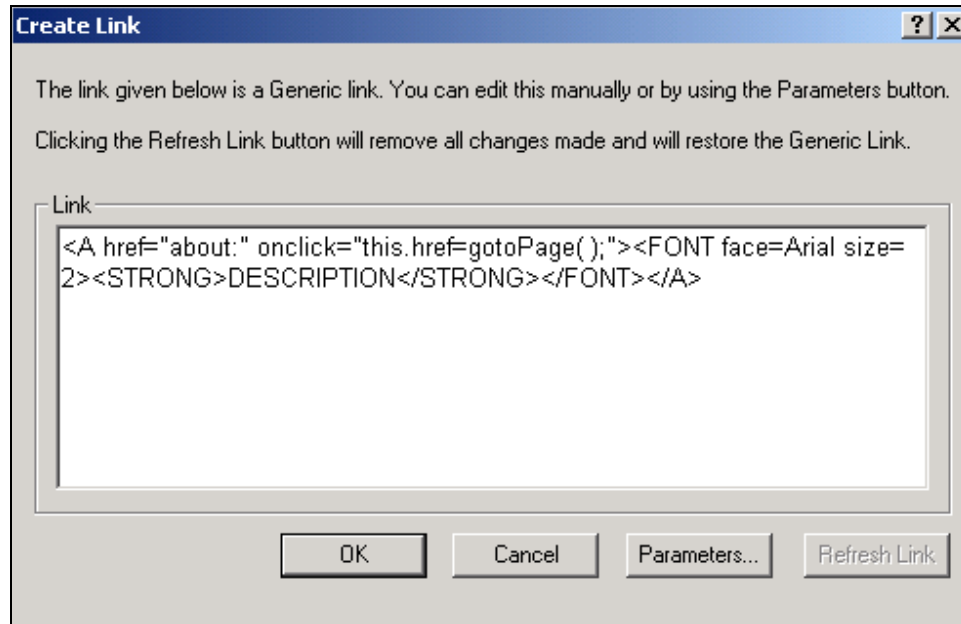 Create Link
The link given below is a Generic link. You can edit this manually or by using the Parameters button.
Clicking the Refresh Link button will remove all changes made and will restore the Generic Link.
Link
<A href="about:" onclick="this.href=gotoPage( );"><FONT face=Arial size=
2><STRONG>DESCRIPTION</STRONG></FONT></A>
OK Cancel Parameters... Refresh Link